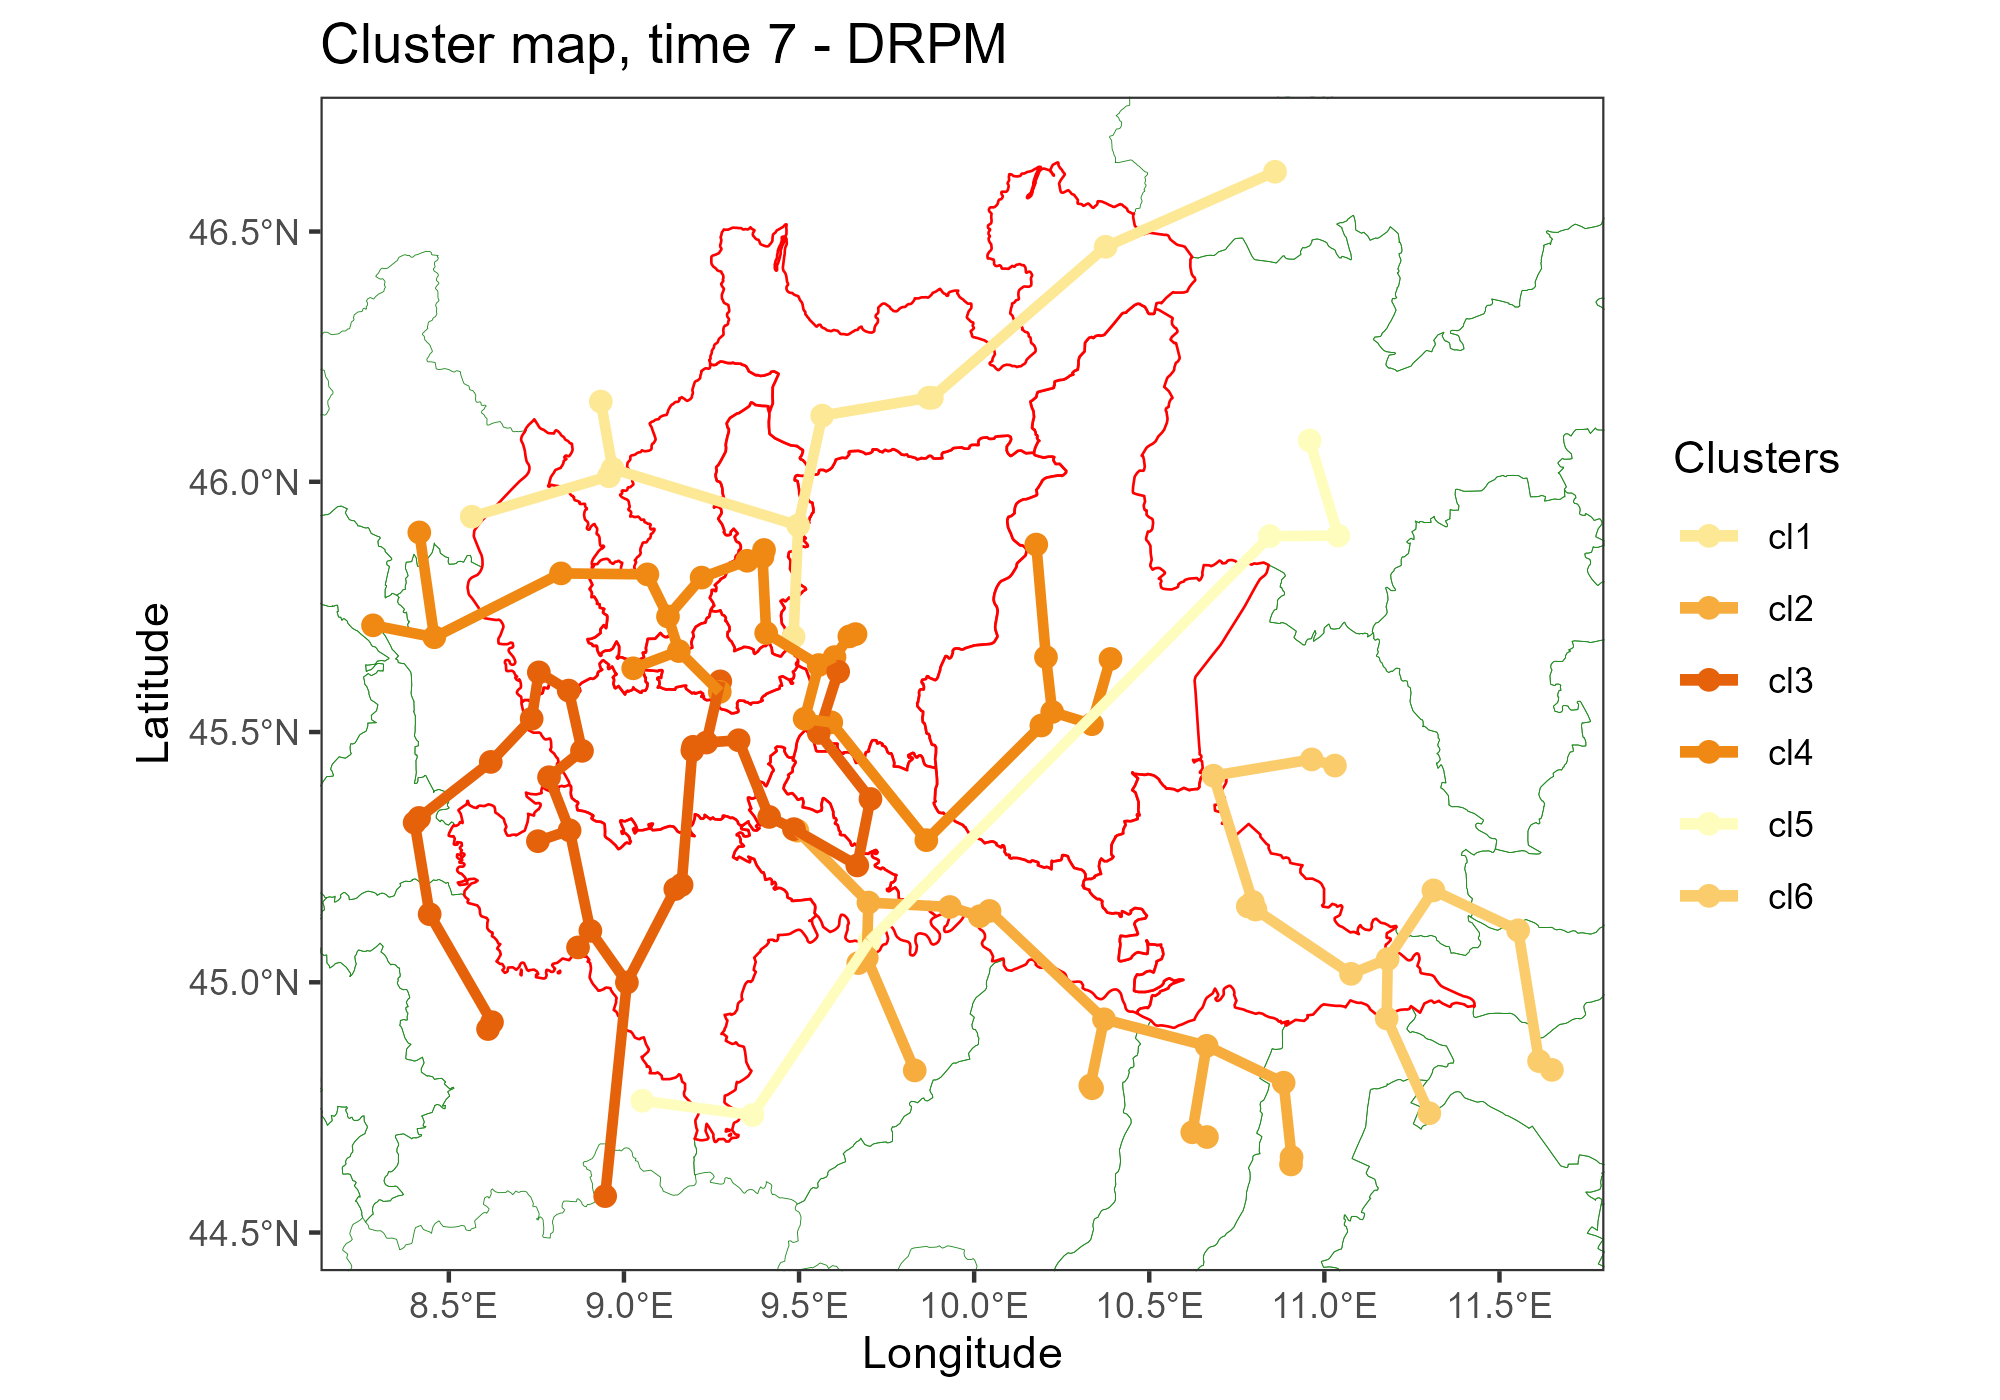 Cluster map, time 7 - DRPM
46.5°N
46.0°N
45.5°N
45.0°N
44.5°N
Latitude
8.5°E
9.0°E
9.5°E
10.0°E
10.5°E
11.0°E
11.5°E
Longitude
Clusters
cl1
cl2
cl3
cl4
cl5
cl6